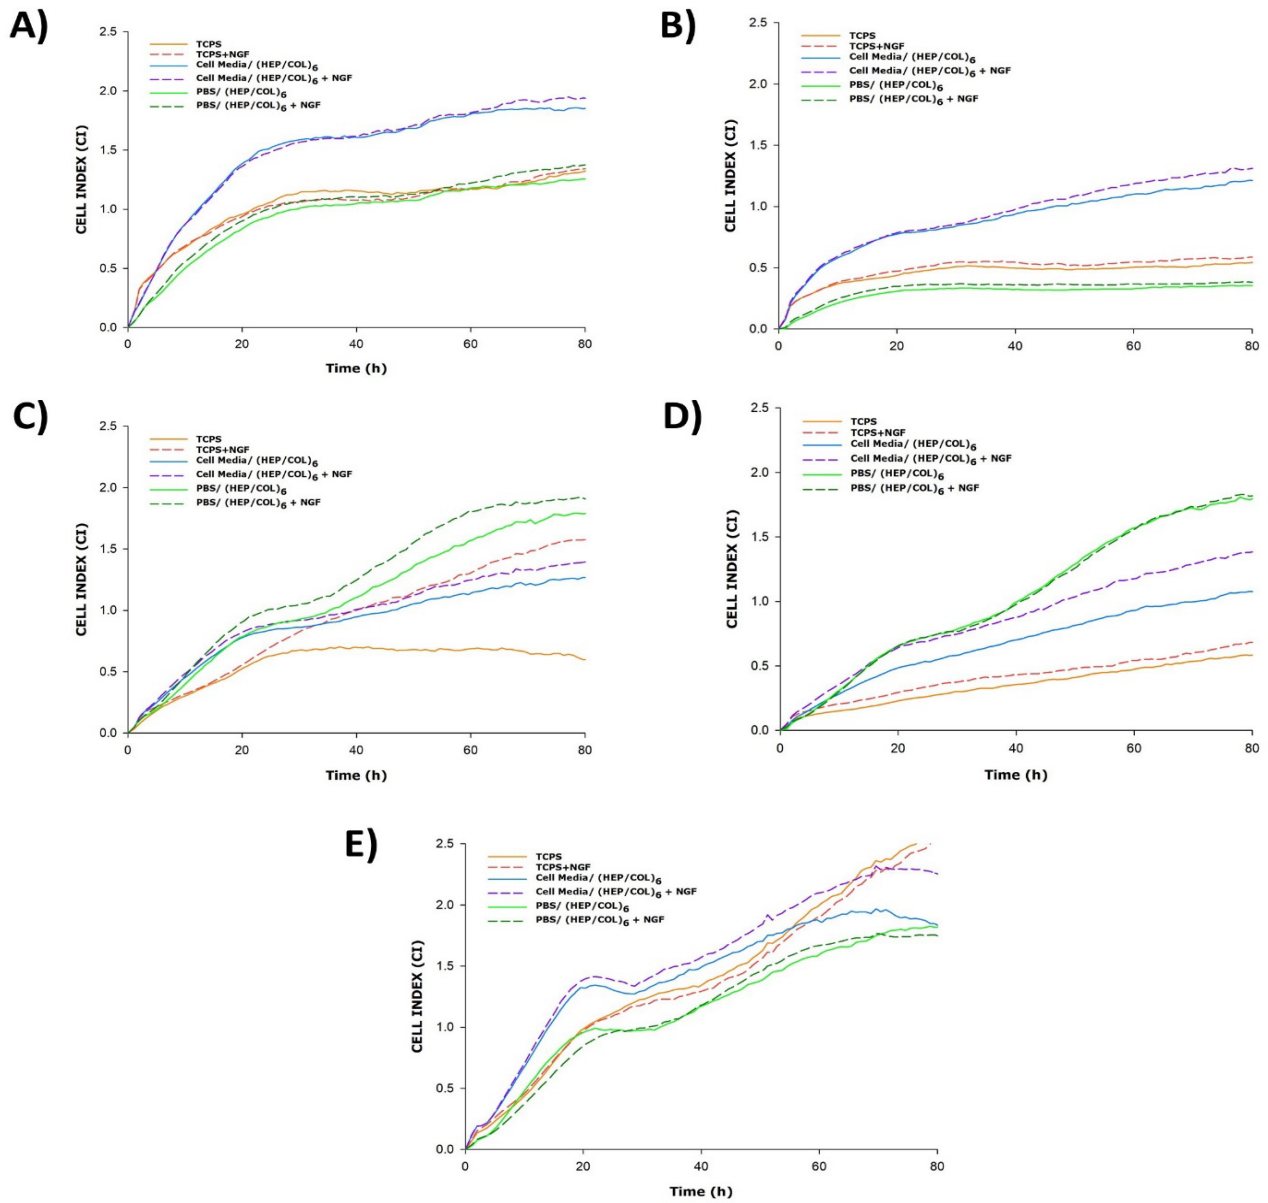 A)
2.5
2.0
1.5
1.0
0.5
0.0
CELL INDEX (CI)
TCPS
TCPS+NGF
Cell Media/ (HEP/COL)6
Cell Media/ (HEP/COL)6 + NGF
PBS/ (HEP/COL)6
PBS/ (HEP/COL)6 + NGF
0 20 40 60 80
Time (h)
B)
2.5
2.0
1.5
1.0
0.5
0.0
CELL INDEX (CI)
TCPS
TCPS+NGF
Cell Media/ (HEP/COL)6
Cell Media/ (HEP/COL)6 + NGF
PBS/ (HEP/COL)6
PBS/ (HEP/COL)6 + NGF
0 20 40 60 80
Time (h)
C)
2.5
2.0
1.5
1.0
0.5
0.0
CELL INDEX (CI)
TCPS
TCPS+NGF
Cell Media/ (HEP/COL)6
Cell Media/ (HEP/COL)6 + NGF
PBS/ (HEP/COL)6
PBS/ (HEP/COL)6 + NGF
0 20 40 60 80
Time (h)
D)
2.5
2.0
1.5
1.0
0.5
0.0
CELL INDEX (CI)
TCPS
TCPS+NGF
Cell Media/ (HEP/COL)6
Cell Media/ (HEP/COL)6 + NGF
PBS/ (HEP/COL)6
PBS/ (HEP/COL)6 + NGF
0 20 40 60 80
Time (h)
E)
2.5
2.0
1.5
1.0
0.5
0.0
CELL INDEX (CI)
TCPS
TCPS+NGF
Cell Media/ (HEP/COL)6
Cell Media/ (HEP/COL)6 + NGF
PBS/ (HEP/COL)6
PBS/ (HEP/COL)6 + NGF
0 20 40 60 80
Time (h)